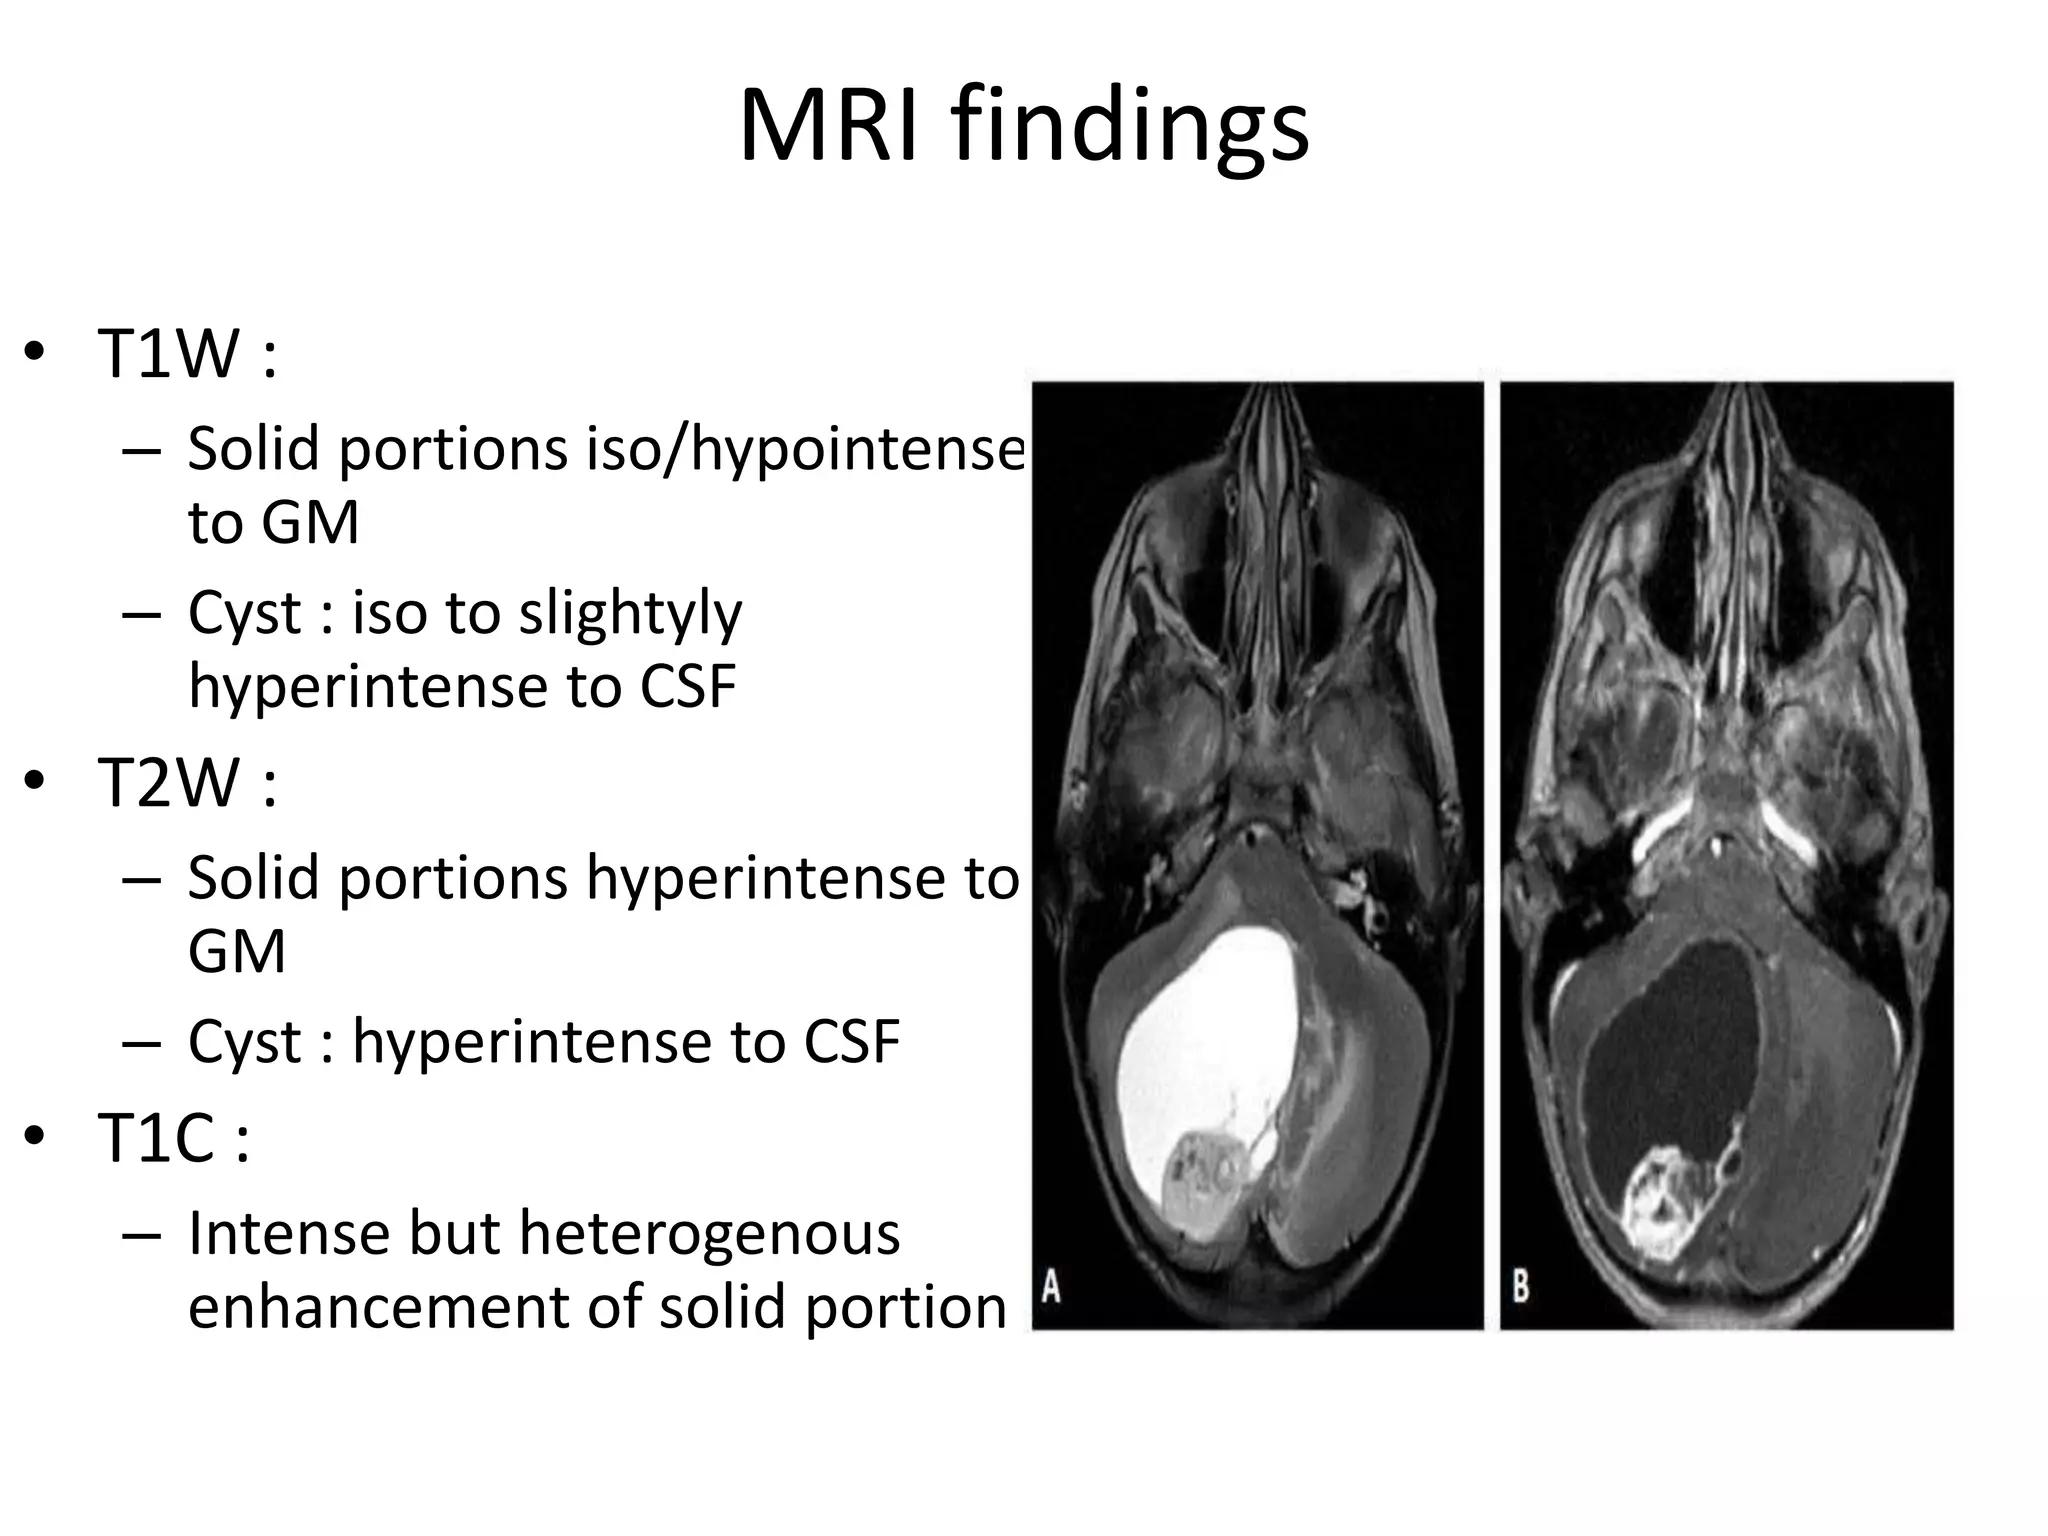 MRI findings
• T1W :
– Solid portions iso/hypointense
to GM
– Cyst : iso to slightyly
hyperintense to CSF
• T2W :
– Solid portions hyperintense to
GM
– Cyst : hyperintense to CSF
• T1C :
– Intense but heterogenous
enhancement of solid portion
A
B